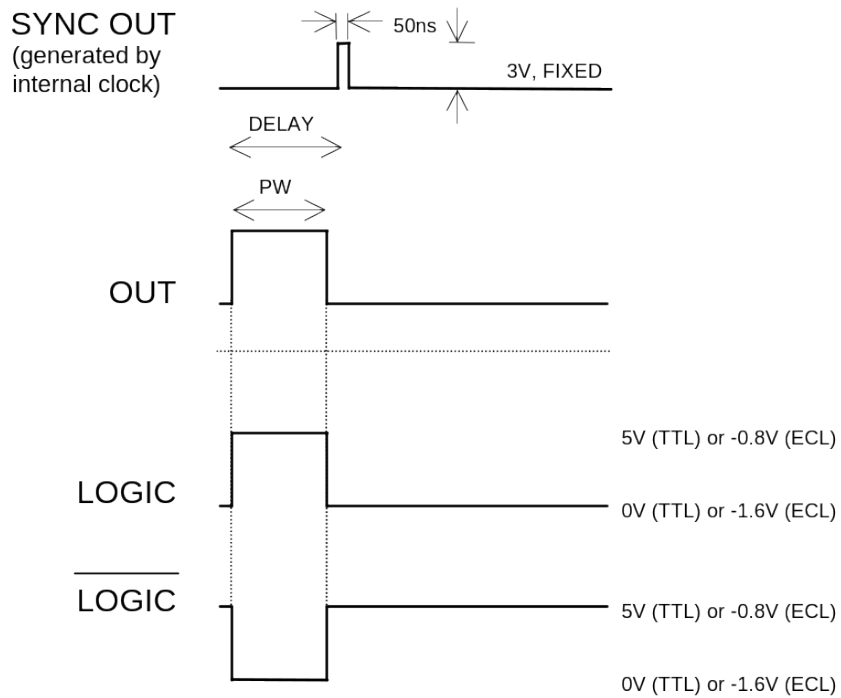 SYNC OUT
(generated by
internal clock)
50ns
3V, FIXED
DELAY
PW
OUT
5V (TTL) or -0.8V (ECL)
LOGIC
0V (TTL) or -1.6V (ECL)
LOGIC
5V (TTL) or -0.8V (ECL)
0V (TTL) or -1.6V (ECL)